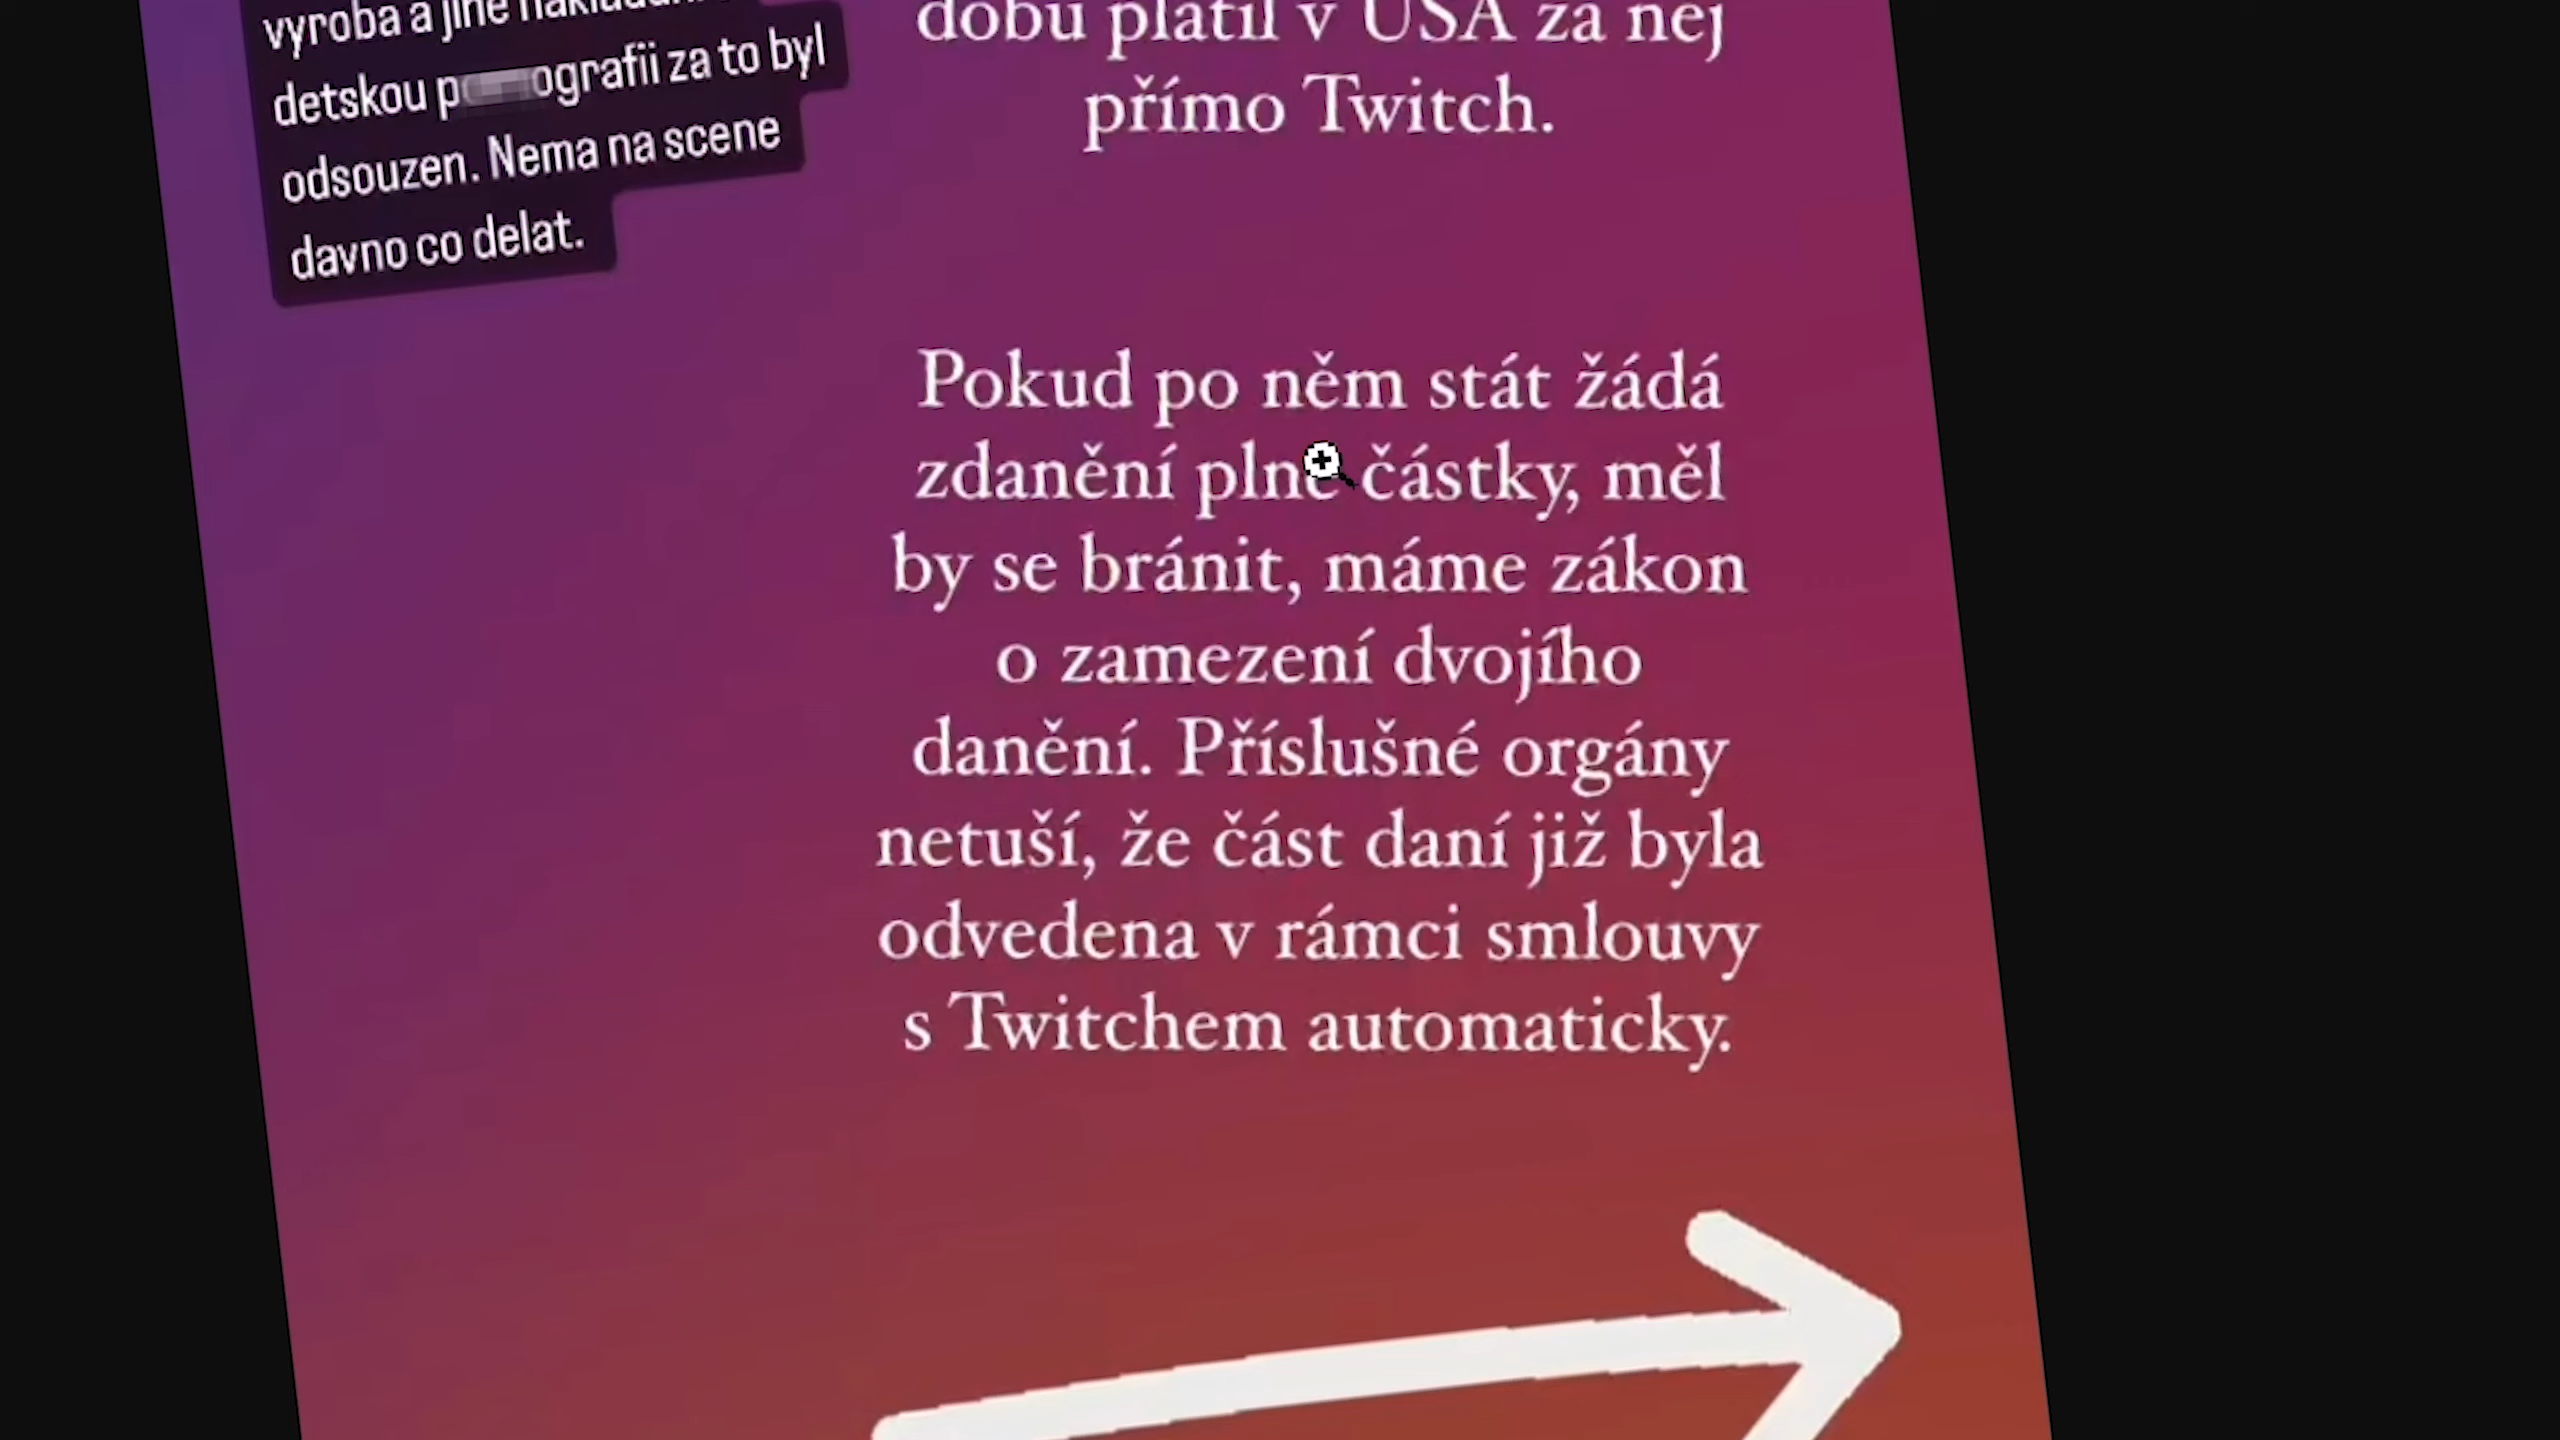 vyroba a jine
detskou p ografii za to byl
odsouzen. Nema na scene
davno co delat.
dobu platil v USA za něj
přímo Twitch.
Pokud po něm stát žádá
zdanění plné částky, měl
by se bránit, máme zákon
o zamezení dvojího
danění. Příslušné orgány
netuší, že část daní již byla
odvedena v rámci smlouvy
s Twitchem automaticky.